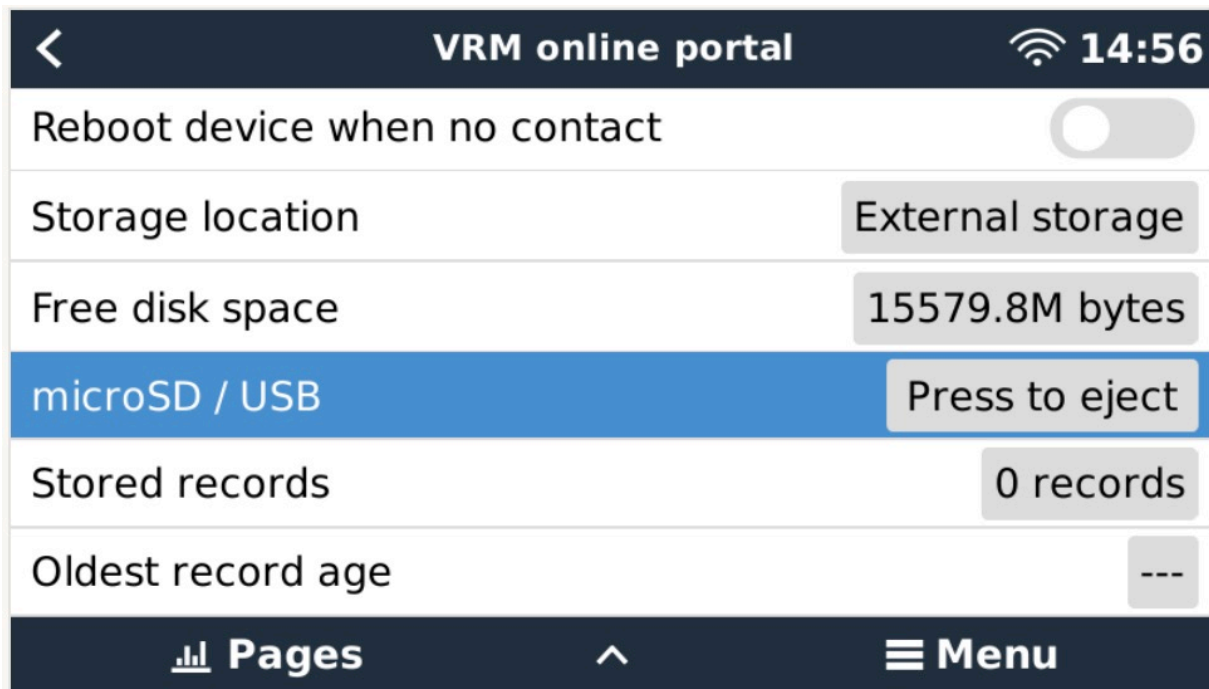 VRM online portal 14:56
Reboot device when no contact
Storage location External storage
Free disk space 15579.8M bytes
microSD / USB Press to eject
Stored records 0 records
Oldest record age ---
Pages Menu